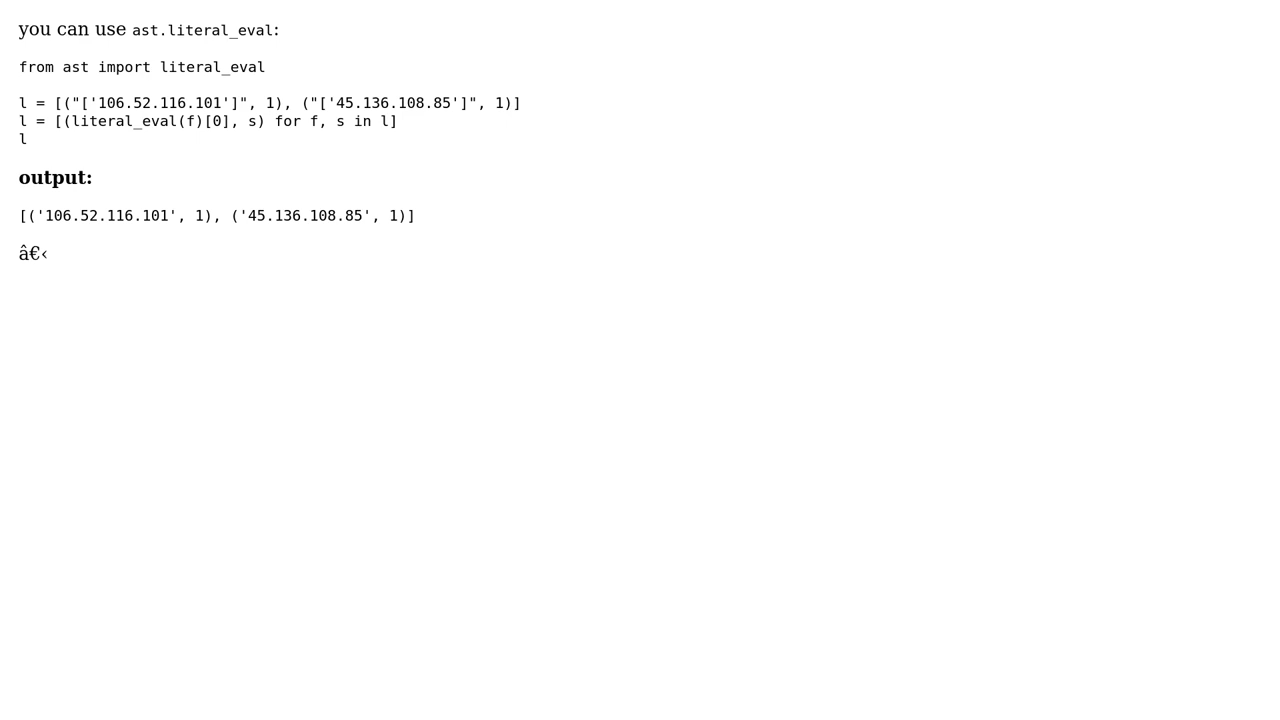 you can use ast.literal_eval:
from ast import literal_eval
l = [("['106.52.116.101']", 1), ("['45.136.108.85']", 1)]
l = [(literal_eval(f)[0], s) for f, s in l]
l
output:
[('106.52.116.101', 1), ('45.136.108.85', 1)]
â€‹